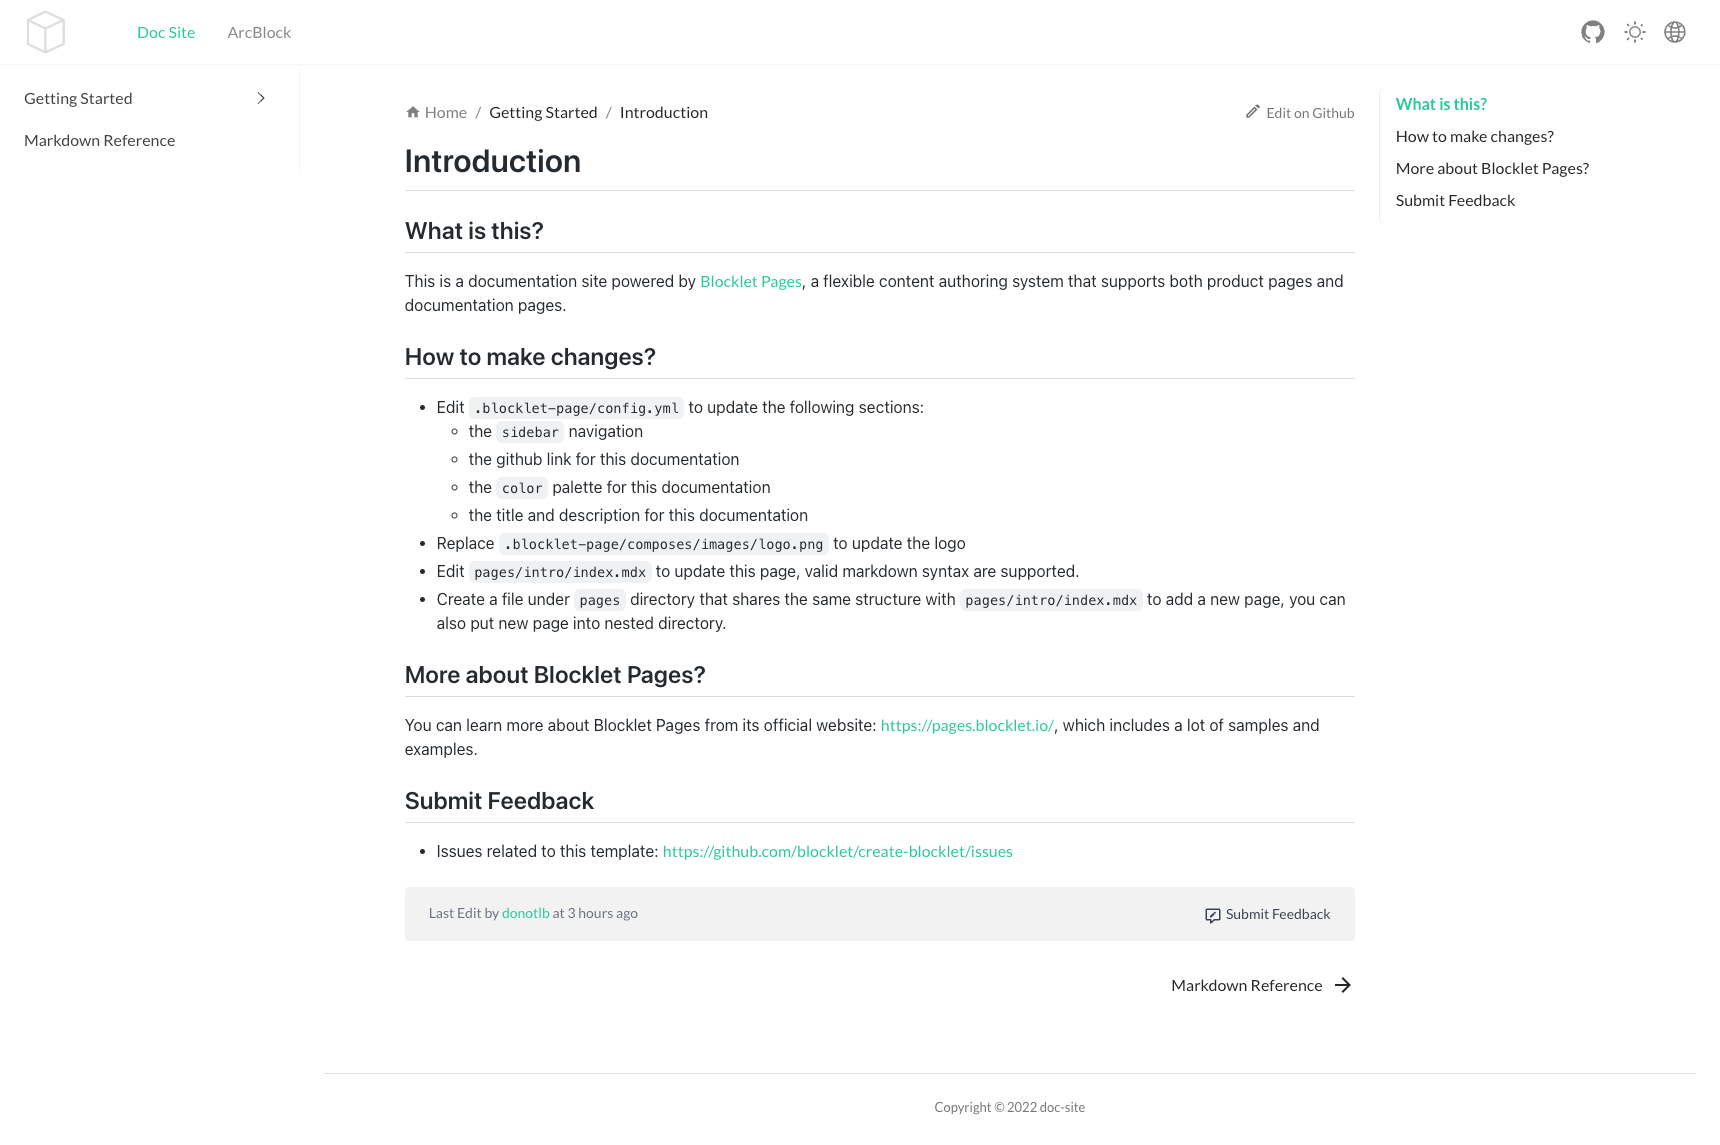 Doc Site ArcBlock
Getting Started
Markdown Reference
Home / Getting Started / Introduction
Edit on Github
Introduction
What is this?
This is a documentation site powered by Blocklet Pages, a flexible content authoring system that supports both product pages and
documentation pages.
How to make changes?
Edit .blocklet-page/config.yml to update the following sections:
the sidebar navigation
the github link for this documentation
the color palette for this documentation
the title and description for this documentation
Replace .blocklet-page/composes/images/logo.png to update the logo
Edit pages/intro/index.mdx to update this page, valid markdown syntax are supported.
Create a file under pages directory that shares the same structure with pages/intro/index.mdx to add a new page, you can
also put new page into nested directory.
More about Blocklet Pages?
You can learn more about Blocklet Pages from its official website: https://pages.blocklet.io/, which includes a lot of samples and
examples.
Submit Feedback
Issues related to this template: https://github.com/blocklet/create-blocklet/issues
Last Edit by donotlb at 3 hours ago
Submit Feedback
Markdown Reference
What is this?
How to make changes?
More about Blocklet Pages?
Submit Feedback
Copyright © 2022 doc-site